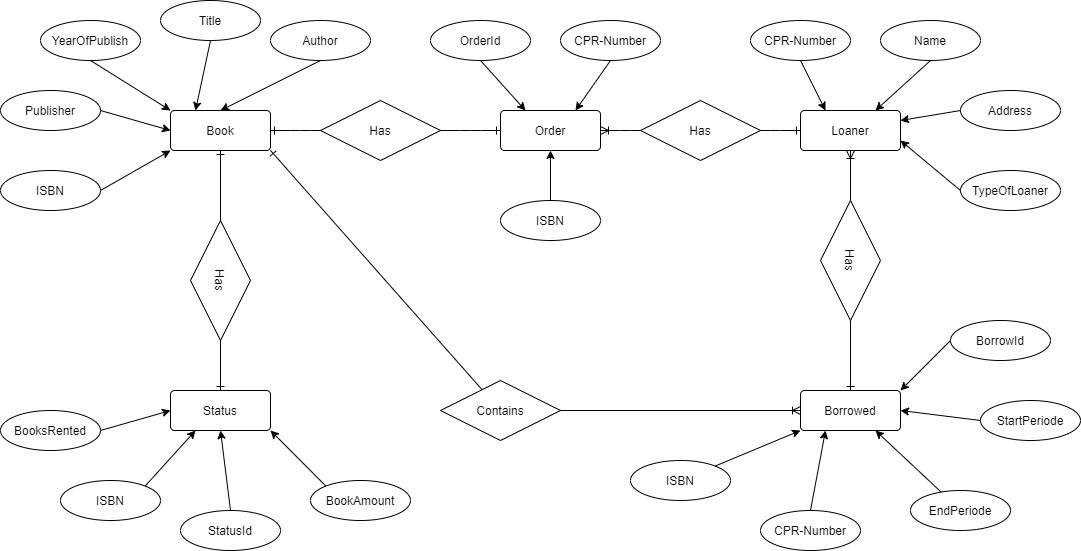 Title
YearOfPublish
Author
OrderId
CPR-Number
CPR-Number
Name
Publisher
Address
Book
Has
Order
Has
Loaner
ISBN
TypeOfLoaner
ISBN
Has
Has
BorrowId
Status
Contains
Borrowed
StartPeriode
BooksRented
ISBN
ISBN
BookAmount
EndPeriode
StatusId
CPR-Number